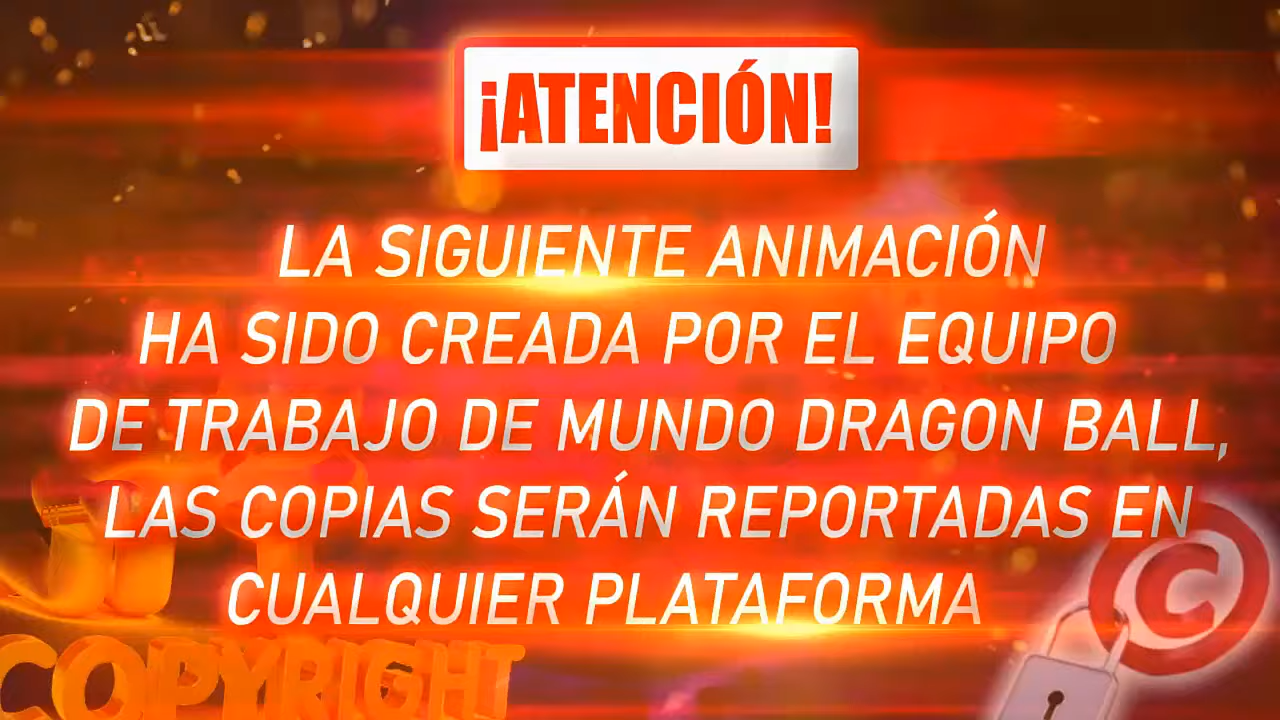 ¡ATENCIÓN!
LA SIGUIENTE ANIMACIÓN
HA SIDO CREADA POR EL EQUIPO
DE TRABAJO DE MUNDO DRAGON BALL,
LAS COPIAS SERÁN REPORTADAS EN
CUALQUIER PLATAFORMA
C
COPYRIGHT